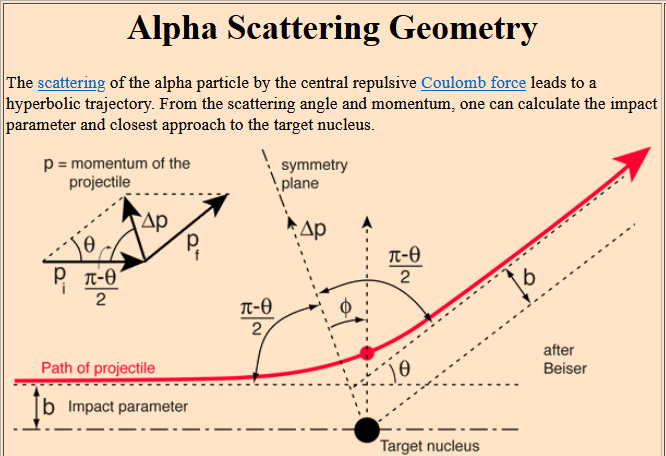 Alpha Scattering Geometry
The scattering of the alpha particle by the central repulsive Coulomb force leads to a
hyperbolic trajectory. From the scattering angle and momentum, one can calculate the impact
parameter and closest approach to the target nucleus.
p = momentum of the
projectile
symmetry
plane
Δp
θ
p
f
p
i
π-θ
2
Δp
π-θ
2
π-θ
2
ϕ
b
θ
Path of projectile
after
Beiser
b Impact parameter
Target nucleus